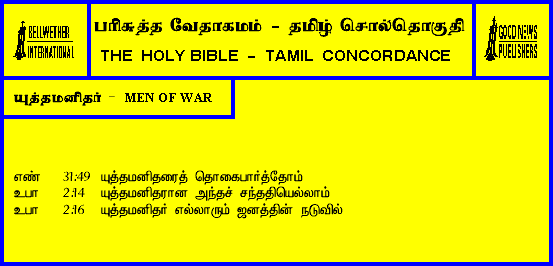 BELLWETHER
INTERNATIONAL
பரிசுத்த வேதாகமம் - தமிழ் சொல்தொகுதி
THE HOLY BIBLE - TAMIL CONCORDANCE
GOOD NEWS
PUBLISHERS
யுத்தமனிதர் - MEN OF WAR
எண் 31:49 யுத்தமனிதரைத் தொகைபார்த்தோம்
உபா 2:14 யுத்தமனிதரான அந்தச் சந்ததியெல்லாம்
உபா 2:16 யுத்தமனிதர் எல்லாரும் ஜனத்தின் நடுவில்